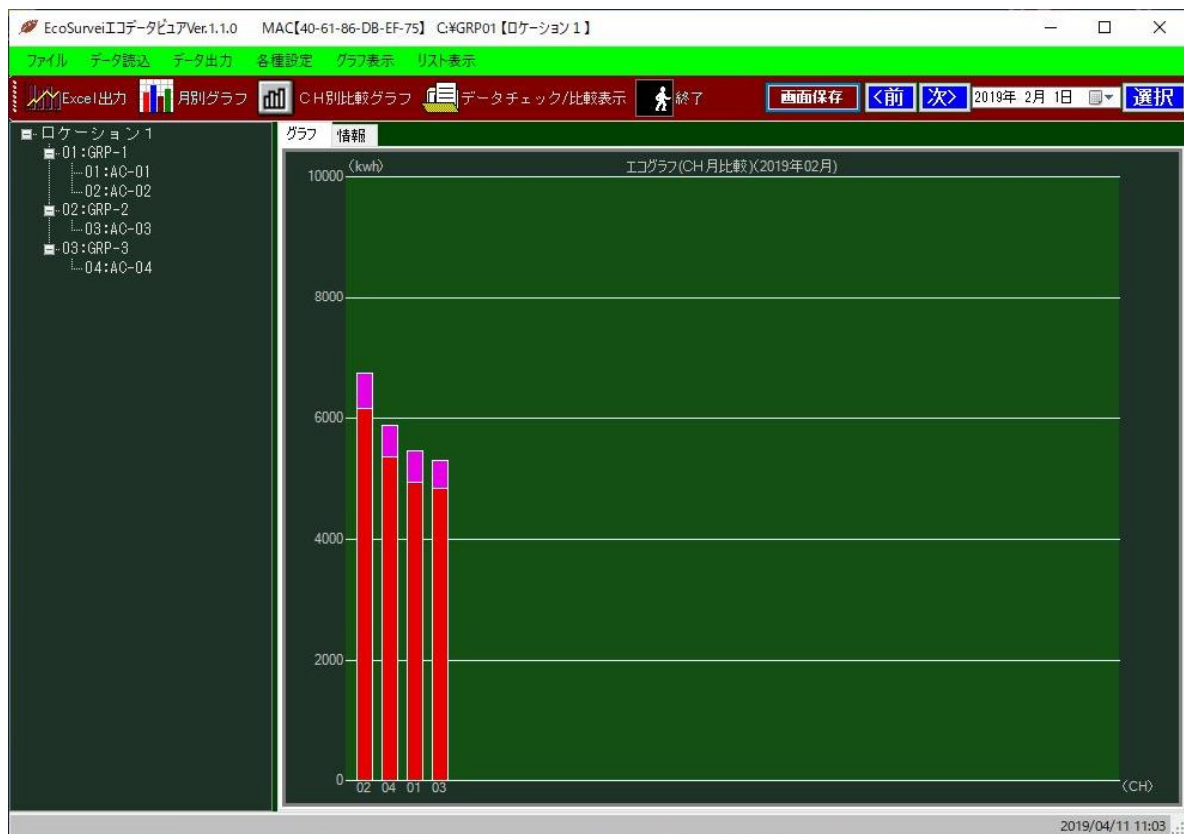 EcoSurveiエコデータビュアVer.1.1.0 MAC【40-61-86-DB-EF-75】 C:¥GRP01【ロケーション１】
ファイル データ読込 データ出力 各種設定 グラフ表示 リスト表示
Excel出力 月別グラフ ＣＨ別比較グラフ データチェック/比較表示 終了 画面保存 <前 次> 2019年 2月 1日 選択
ロケーション１
01:GRP-1
01:AC-01
02:AC-02
02:GRP-2
03:AC-03
03:GRP-3
04:AC-04
グラフ 情報
(kwh) エコグラフ(CH月比較)(2019年02月)
10000
8000
6000
4000
2000
0
02 04 01 03 (CH)
2019/04/11 11:03